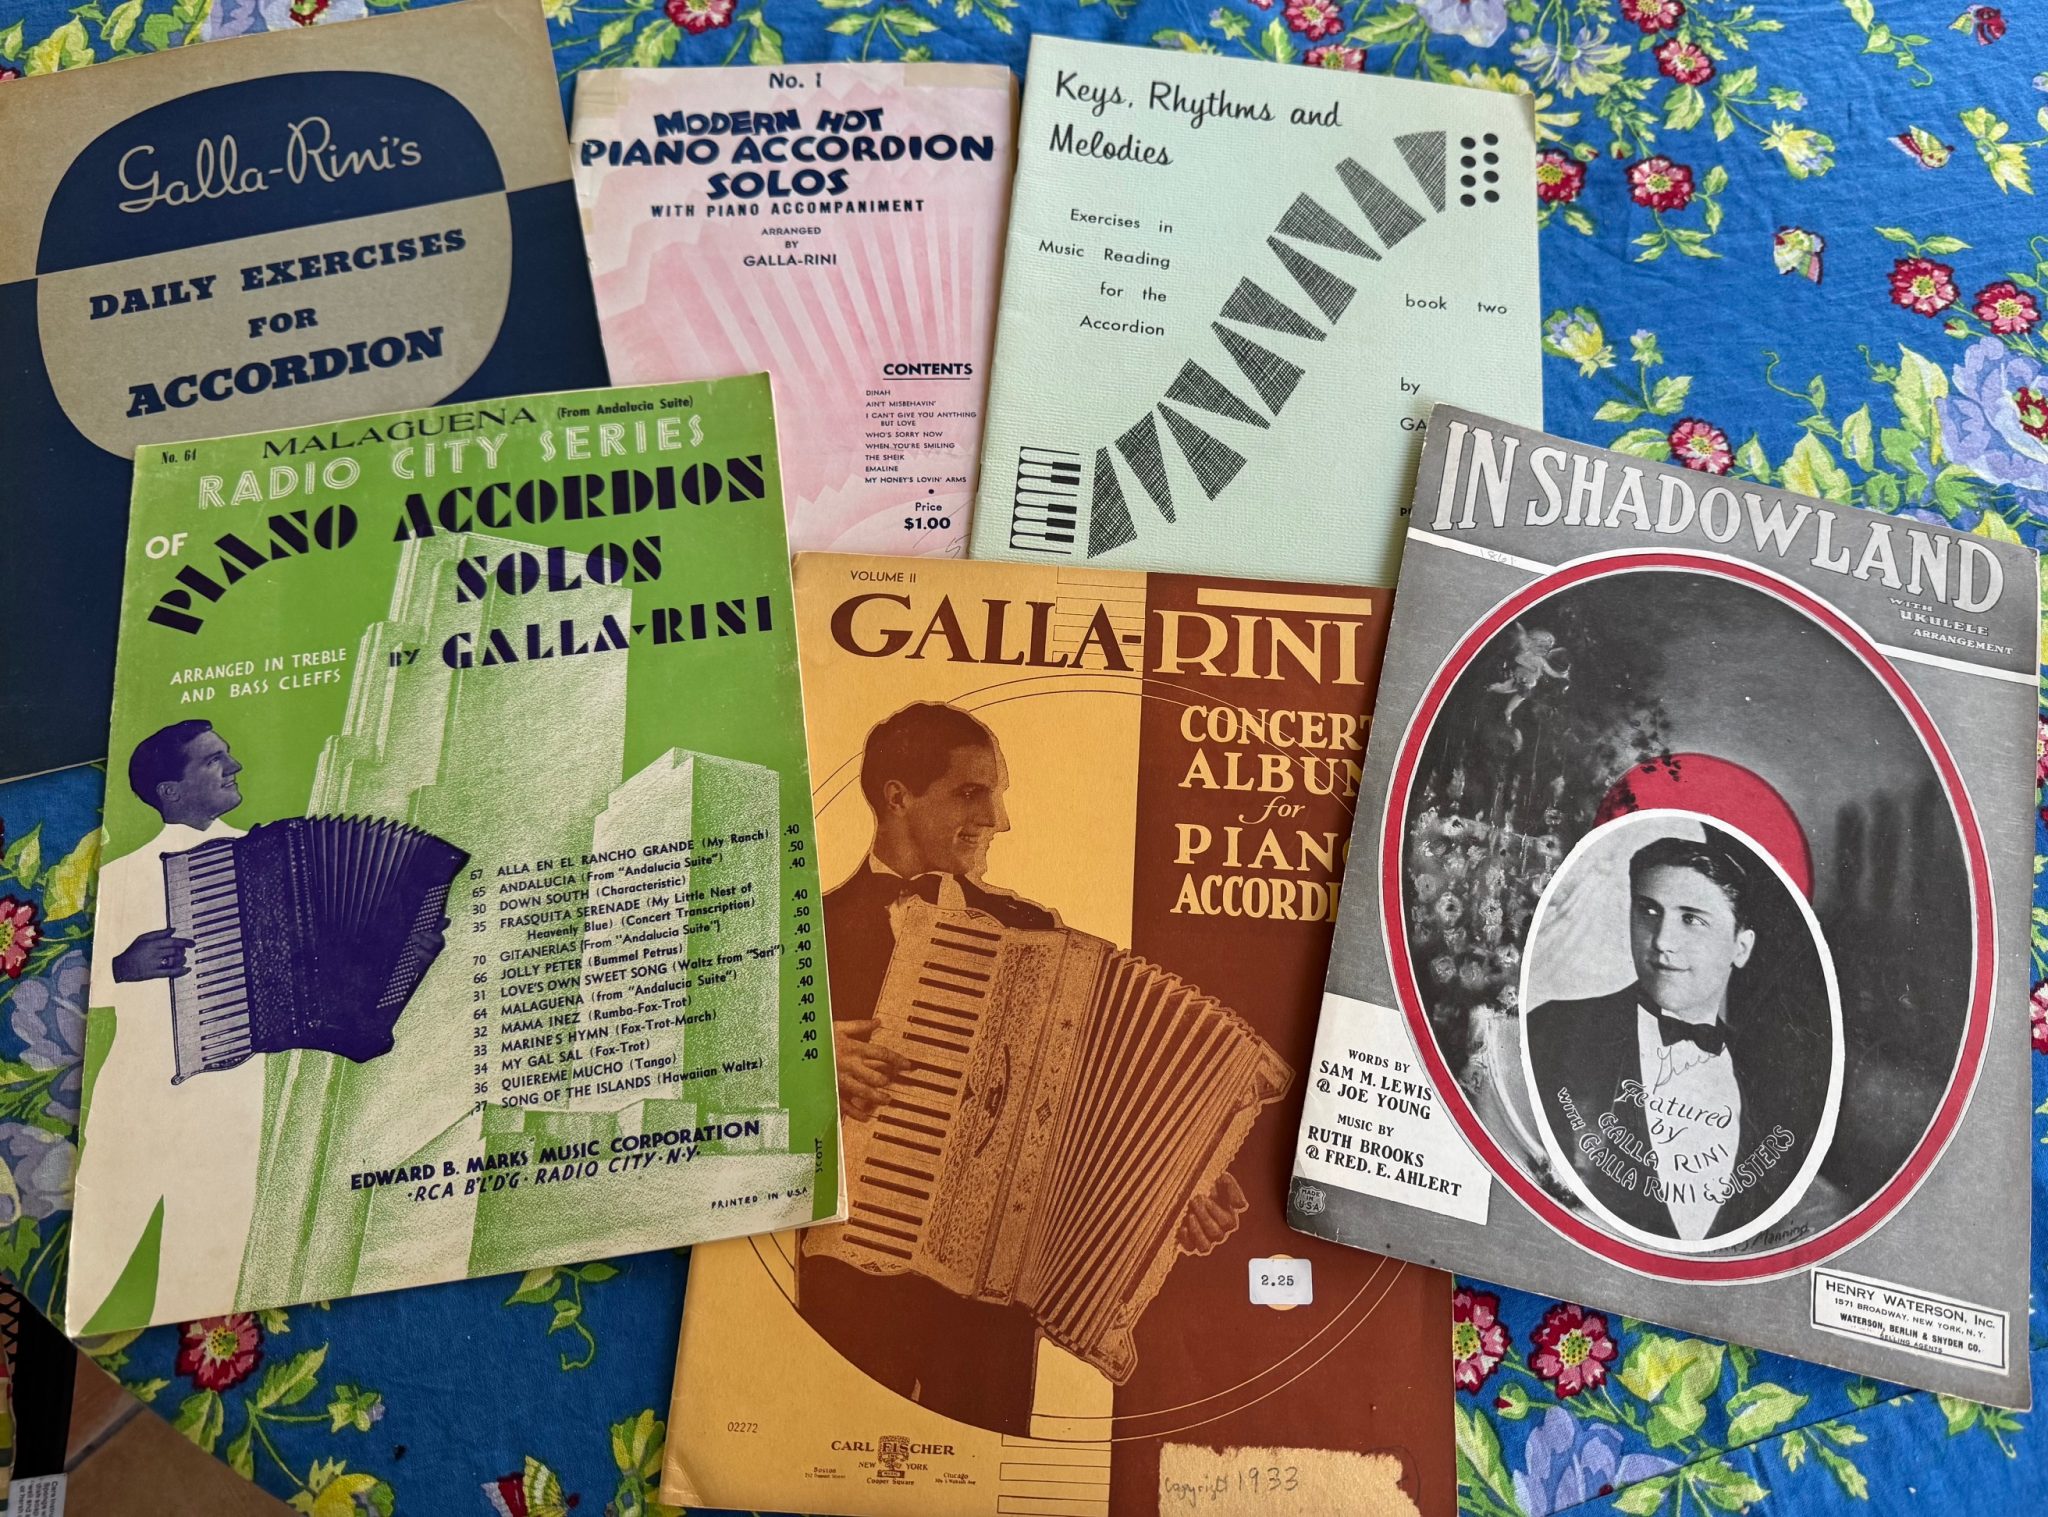 Galla-Rini's
DAILY EXERCISES
FOR
ACCORDION
No. 1
MODERN HOT
PIANO ACCORDION
SOLOS
WITH PIANO ACCOMPANIMENT
ARRANGED
BY
GALLA-RINI
CONTENTS
DINAH
AIN'T MISBEHAVIN'
I CAN'T GIVE YOU ANYTHING
BUT LOVE
WHO'S SORRY NOW
WHEN YOU'RE SMILING
THE SHEIK
EMALINE
MY HONEY'S LOVIN' ARMS
Price
$1.00
Keys, Rhythms and
Melodies
Exercises in
Music Reading
for the
Accordion
book two
by
GA
MALAGUENA (From Andalucia Suite)
No. 64
RADIO CITY SERIES
OF PIANO ACCORDION
SOLOS
BY GALLA-RINI
ARRANGED IN TREBLE
AND BASS CLEFFS
67 ALLA EN EL RANCHO GRANDE (My Ranch) .40
65 ANDALUCIA (From "Andalucia Suite") .50
30 DOWN SOUTH (Characteristic) .40
35 FRASQUITA SERENADE (My Little Nest of
Heavenly Blue) (Concert Transcription) .40
70 GITANERIAS (From "Andalucia Suite") .50
66 JOLLY PETER (Bummel Petrus) .40
31 LOVE'S OWN SWEET SONG (Waltz from "Sari") .40
64 MALAGUENA (from "Andalucia Suite") .50
32 MAMA INEZ (Rumba-Fox-Trot) .40
33 MARINE'S HYMN (Fox-Trot-March) .40
34 MY GAL SAL (Fox-Trot) .40
36 QUIEREME MUCHO (Tango) .40
37 SONG OF THE ISLANDS (Hawaiian Waltz) .40
EDWARD B. MARKS MUSIC CORPORATION
·RCA B'L'D'G · RADIO CITY·N·Y·
PRINTED IN U.S.A
SCOTT
VOLUME II
GALLA-RINI
CONCERT
ALBUM
for
PIANO
ACCORDI
2.25
02272
CARL FISCHER
NEW YORK
Cooper Square
Boston
Chicago
Copyright 1933
IN SHADOWLAND
WITH
UKULELE
ARRANGEMENT
WORDS BY
SAM M. LEWIS
& JOE YOUNG
MUSIC BY
RUTH BROOKS
& FRED. E. AHLERT
MADE
IN
USA
Featured
by
GALLA RINI
WITH GALLA RINI & SISTERS
HENRY WATERSON, INC.
1571 BROADWAY, NEW YORK, N. Y.
WATERSON, BERLIN & SNYDER CO.
SELLING AGENTS